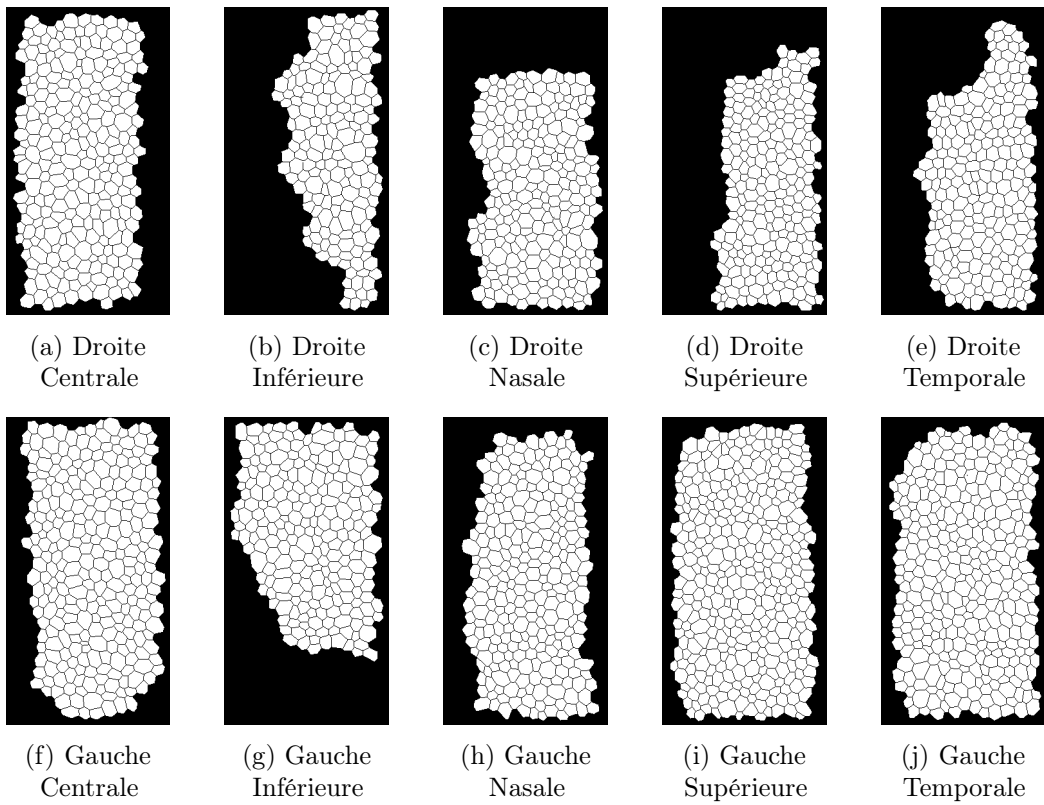 (a) Droite
Centrale
(b) Droite
Inférieure
(c) Droite
Nasale
(d) Droite
Supérieure
(e) Droite
Temporale
(f) Gauche
Centrale
(g) Gauche
Inférieure
(h) Gauche
Nasale
(i) Gauche
Supérieure
(j) Gauche
Temporale